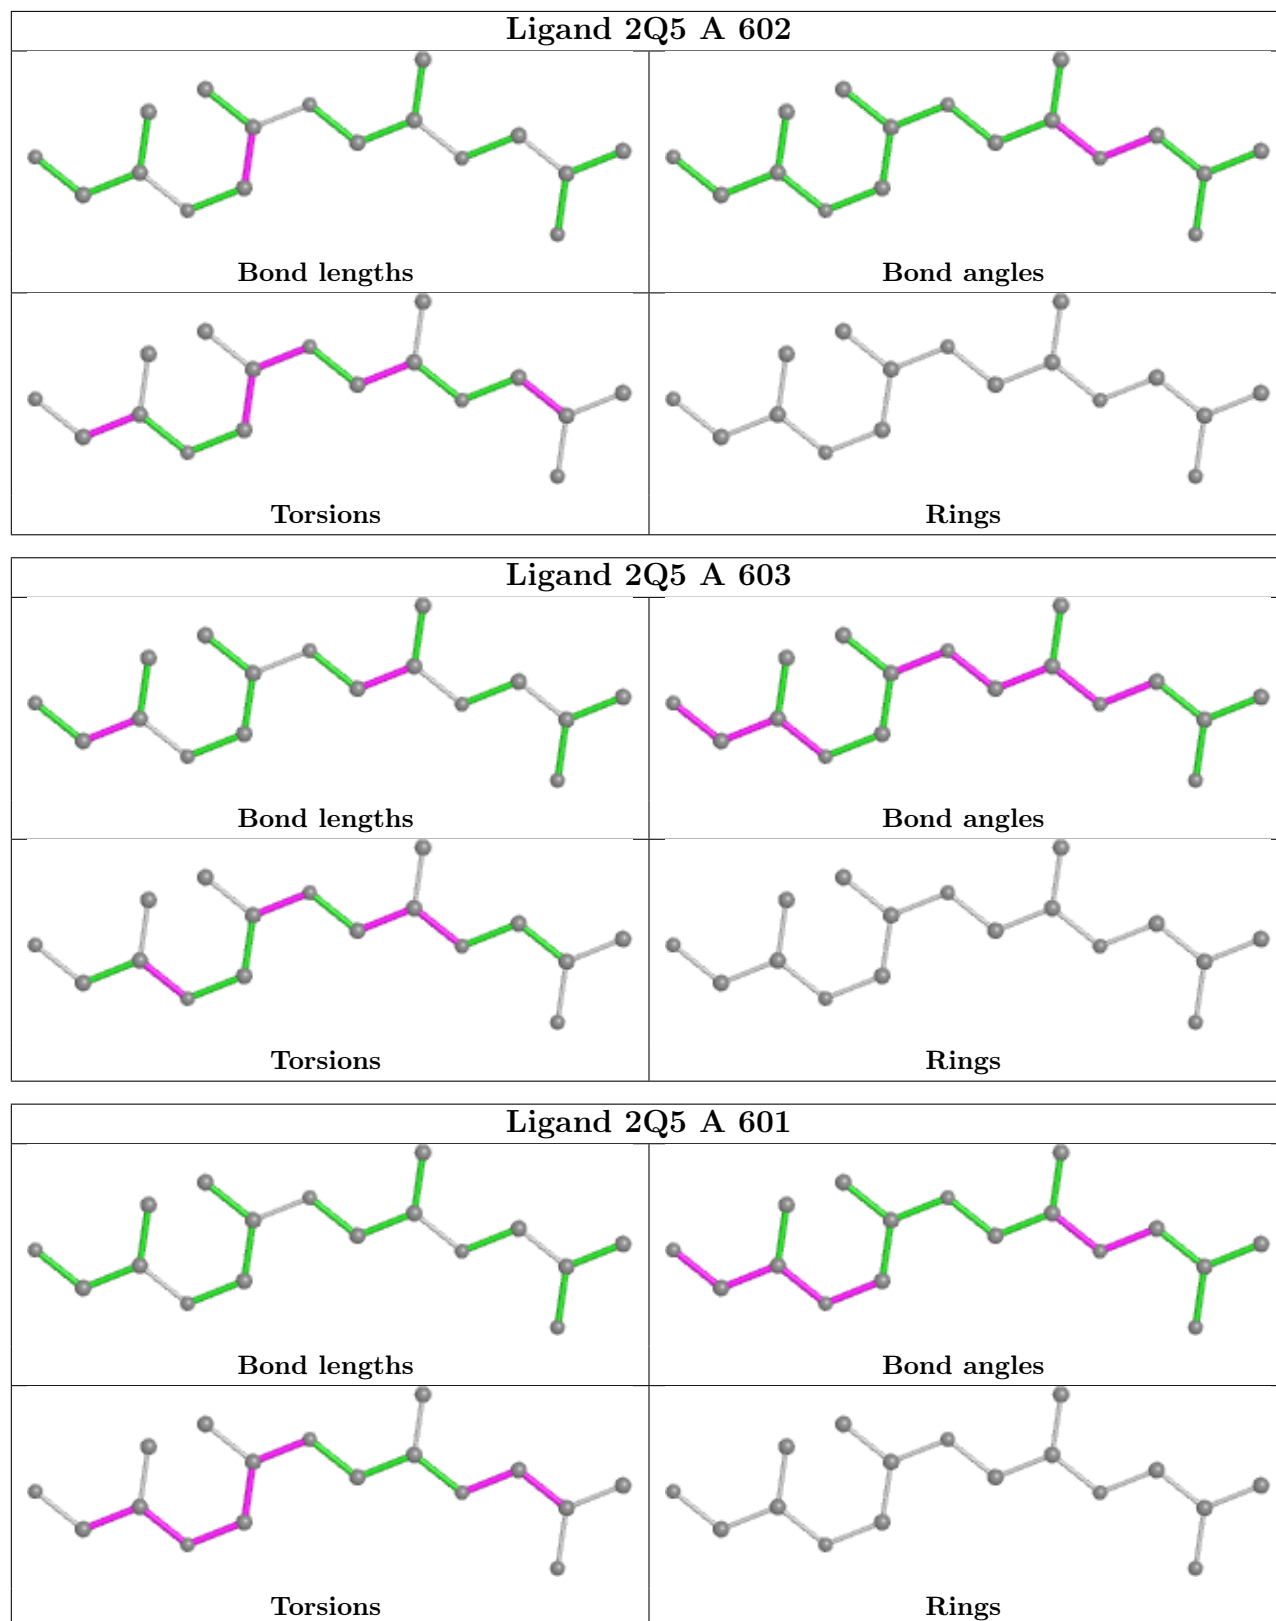 Ligand 2Q5 A 602
Bond lengths
Bond angles
Torsions
Rings
Ligand 2Q5 A 603
Bond lengths
Bond angles
Torsions
Rings
Ligand 2Q5 A 601
Bond lengths
Bond angles
Torsions
Rings